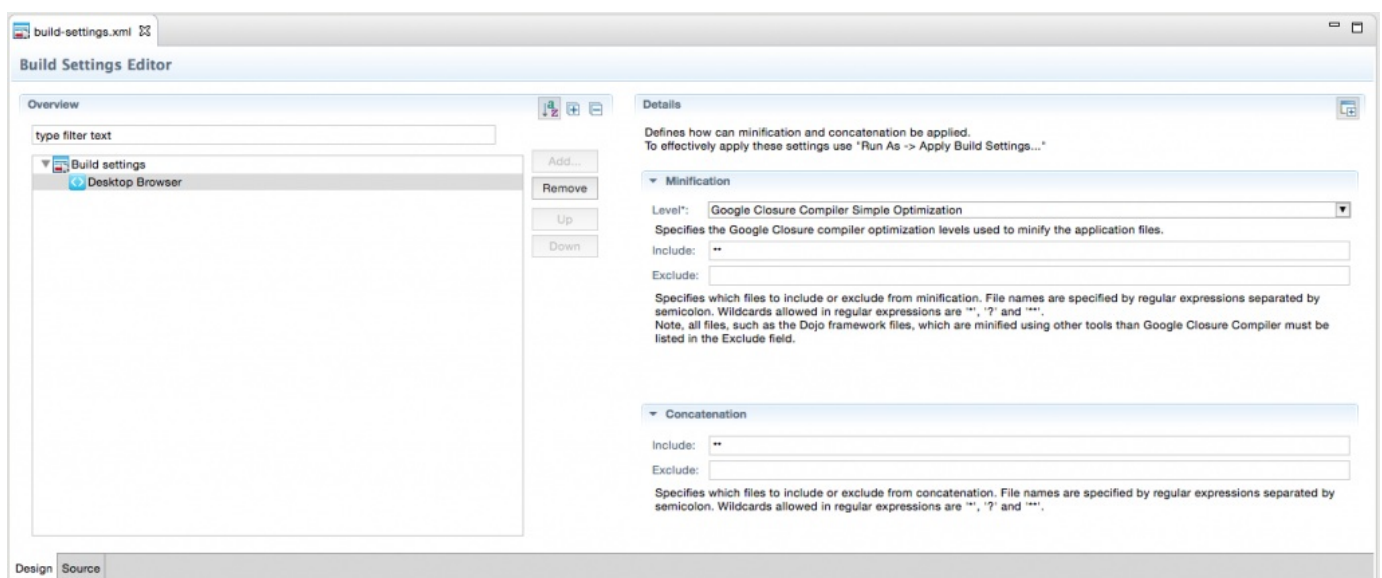 build-settings.xml
Build Settings Editor
Overview
type filter text
Build settings
Desktop Browser
Add...
Remove
Up
Down
Details
Defines how can minification and concatenation be applied.
To effectively apply these settings use "Run As -> Apply Build Settings..."
Minification
Level*: Google Closure Compiler Simple Optimization
Specifies the Google Closure compiler optimization levels used to minify the application files.
Include: **
Exclude:
Specifies which files to include or exclude from minification. File names are specified by regular expressions separated by
semicolon. Wildcards allowed in regular expressions are '*', '?' and '**'.
Note, all files, such as the Dojo framework files, which are minified using other tools than Google Closure Compiler must be
listed in the Exclude field.
Concatenation
Include: **
Exclude:
Specifies which files to include or exclude from concatenation. File names are specified by regular expressions separated by
semicolon. Wildcards allowed in regular expressions are '*', '?' and '**'.
Design Source